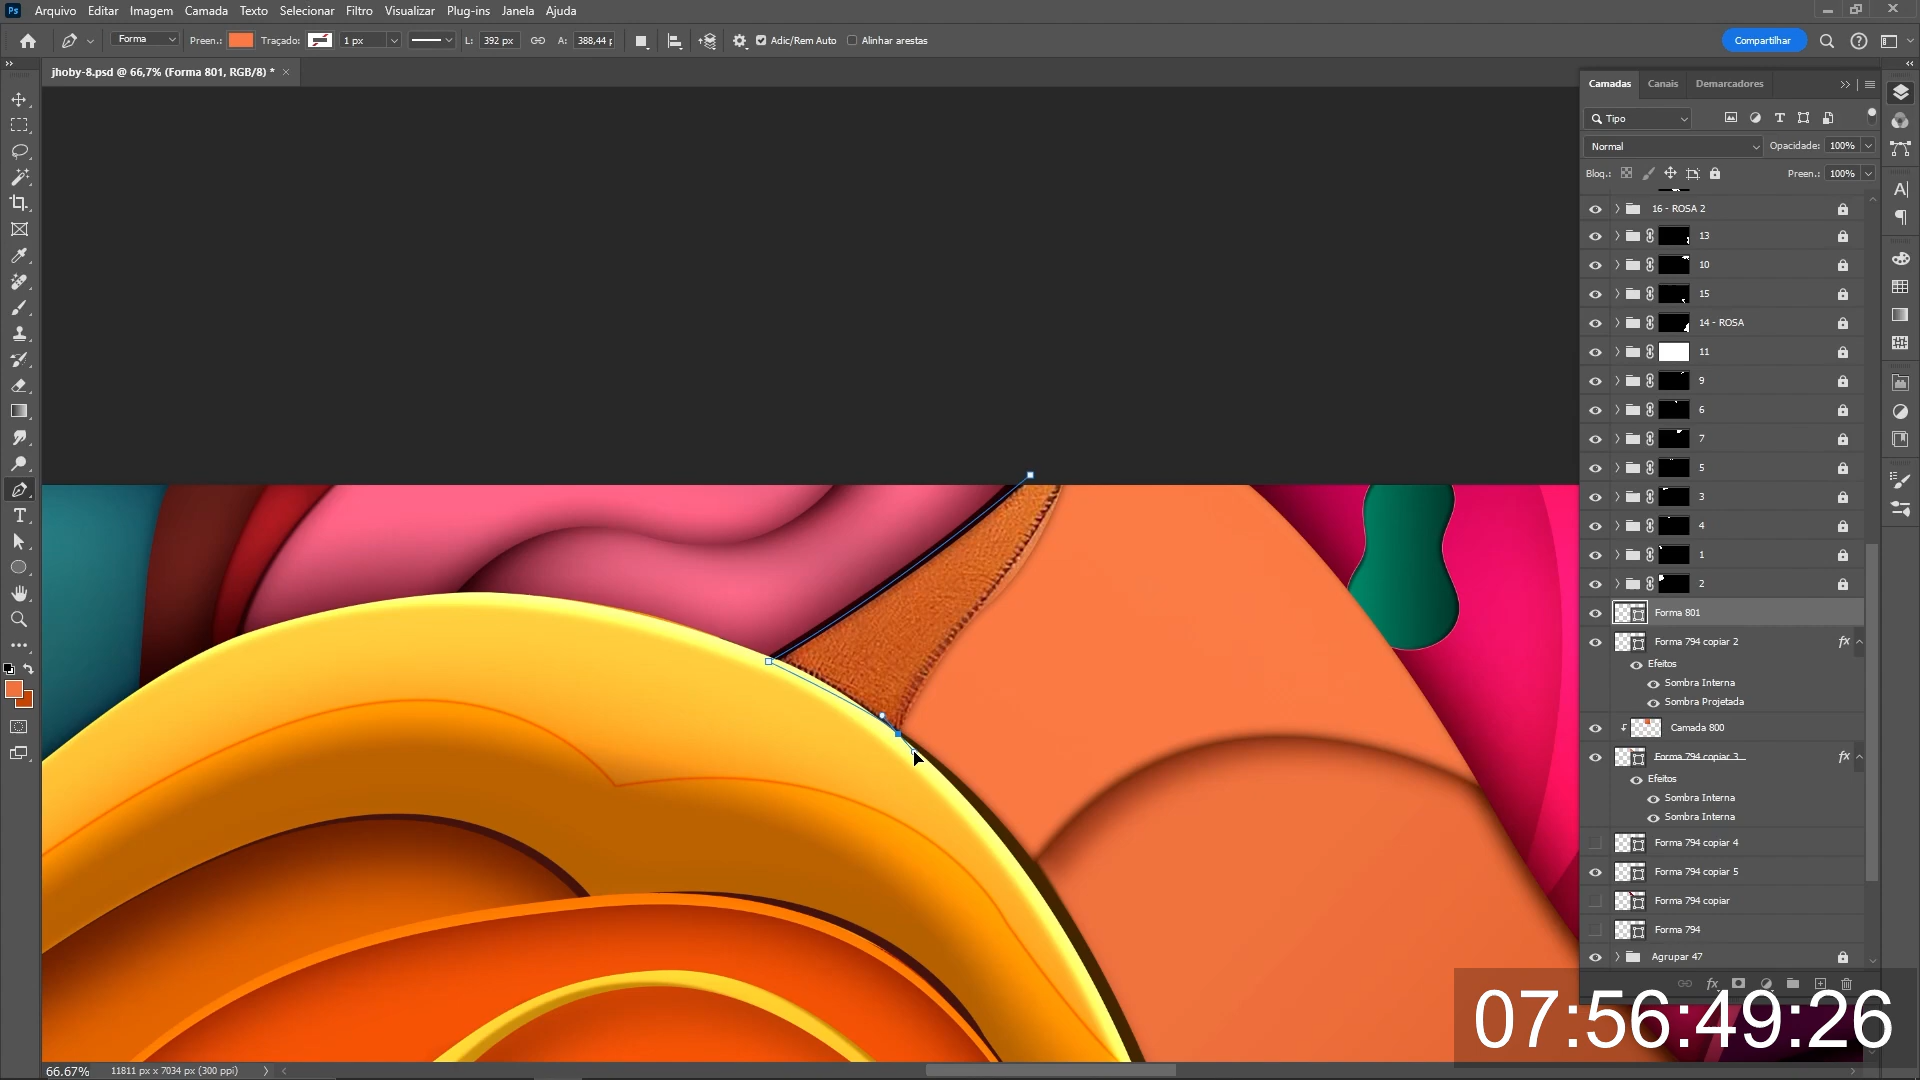 Ps Arquivo Editar Imagem Camada Texto Selecionar Filtro Filtro Visualizar Plug-ins Janela Ajuda
Forma Preen.: Traçado: 1 px L: 392 px A: 388,44 Adic/Rem Auto Alinhar arestas Compartilhar
jhoby-8.psd @ 66,7% (Forma 801, RGB/8) * ×
Camadas Canais Demarcadores
Tipo
Normal Opacidade: 100%
Bloq.: Preen.: 100%
16 - ROSA 2
13
10
15
14 - ROSA
11
9
6
7
5
3
4
1
2
Forma 801
Forma 794 copiar 2 fx
Efeitos
Sombra Interna
Sombra Projetada
Camada 800
Forma 794 copiar 3 fx
Efeitos
Sombra Interna
Sombra Interna
Forma 794 copiar 4
Forma 794 copiar 5
Forma 794 copiar
Forma 794
Agrupar 47
fx
07:56:49:26
66.67% 11811 px x 7034 px (300 ppi)